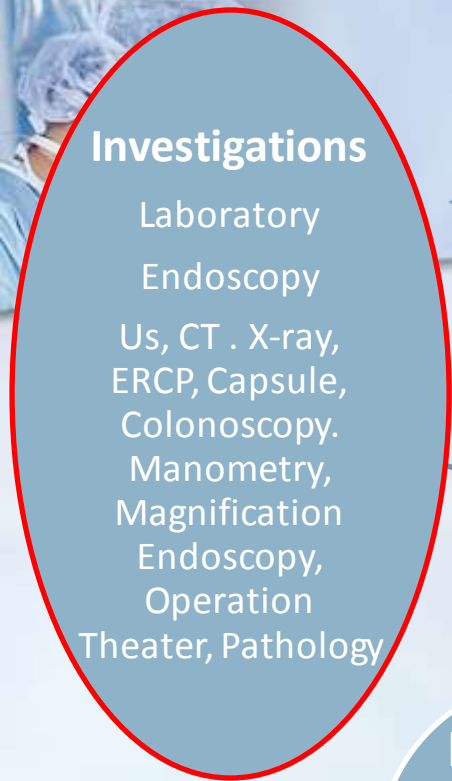 Investigations
Laboratory
Endoscopy
Us, CT . X-ray,
ERCP, Capsule,
Colonoscopy.
Manometry,
Magnification
Endoscopy,
Operation
Theater, Pathology